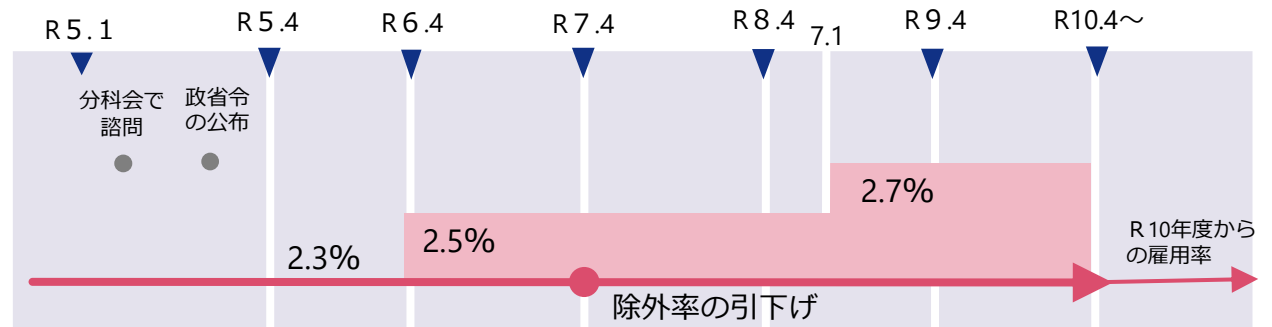 R5.1
R5.4
R6.4
R7.4
R8.4
7.1
R9.4
R10.4～
分科会で
諮問
政省令
の公布
2.3%
2.5%
2.7%
R10年度から
の雇用率
除外率の引下げ